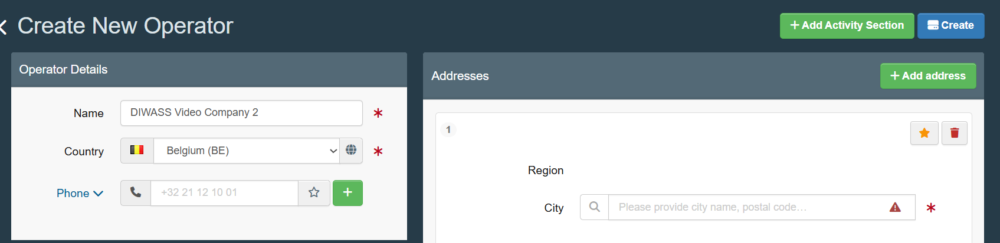 Create New Operator
+ Add Activity Section
Create
Operator Details
Name
DIWASS Video Company 2
*
Country
Belgium (BE)
*
Phone
+32 21 12 10 01
+
Addresses
+ Add address
1
Region
City
Please provide city name, postal code...
*